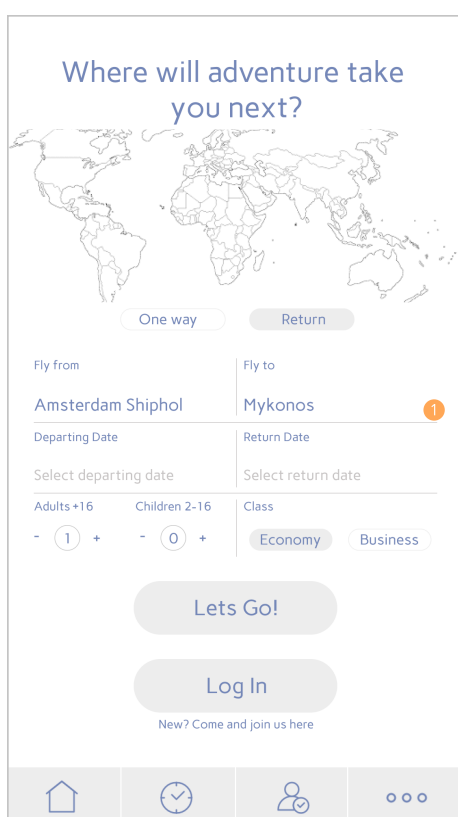 Where will adventure take
you next?
One way Return
Fly from Fly to
Amsterdam Shiphol Mykonos 1
Departing Date Return Date
Select departing date Select return date
Adults +16 Children 2-16 Class
- 1 + - 0 + Economy Business
Lets Go!
Log In
New? Come and join us here